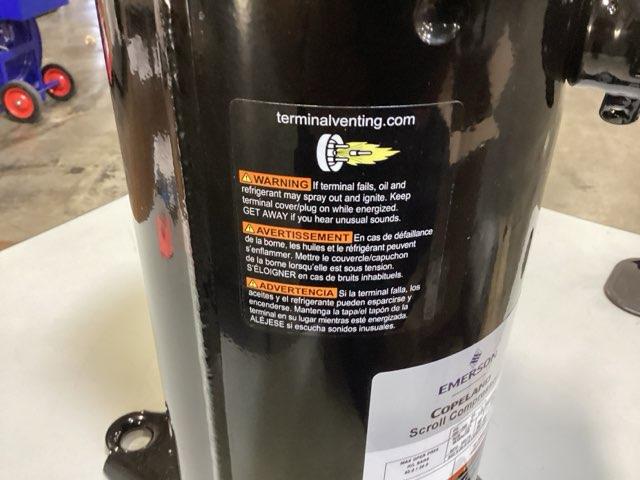 terminalventing.com
WARNING If terminal fails, oil and
refrigerant may spray out and ignite. Keep
terminal cover/plug on while energized.
GET AWAY if you hear unusual sounds.
AVERTISSEMENT En cas de défaillance
de la borne, les huiles et le réfrigérant peuvent
s'enflammer. Mettre le couvercle/capuchon
de la borne lorsqu'elle est sous tension.
S'ÉLOIGNER en cas de bruits inhabituels.
ADVERTENCIA Si la terminal falla, los
aceites y el refrigerante pueden esparcirse y
encenderse. Mantenga la tapa/el tapón de la
terminal en su lugar mientras esté energizada.
ALÉJESE si escucha sonidos inusuales.
EMERSON
COPELAND
Scroll